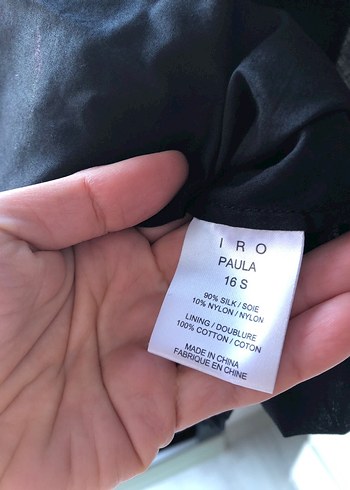 I R O
PAULA
16 S
90% SILK / SOIE
10% NYLON / NYLON
LINING / DOUBLURE
100% COTTON / COTON
MADE IN CHINA
FABRIQUE EN CHINE